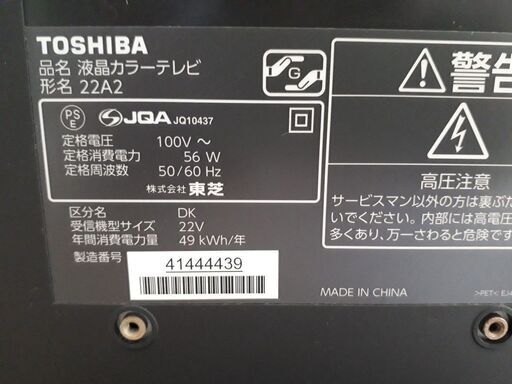 TOSHIBA
品名 液晶カラーテレビ
形名 22A2
PS
E
JQA JQ10437
定格電圧 100V ～
定格消費電力 56 W
定格周波数 50/60 Hz
株式会社 東芝
区分名 DK
受信機型サイズ 22V
年間消費電力量 49 kWh/年
製造番号 41444439
G
警告
高圧注意
サービスマン以外の方は裏ぶた
いでください。内部には高電圧
多くあり、万一さわると危険です
MADE IN CHINA
>PET<